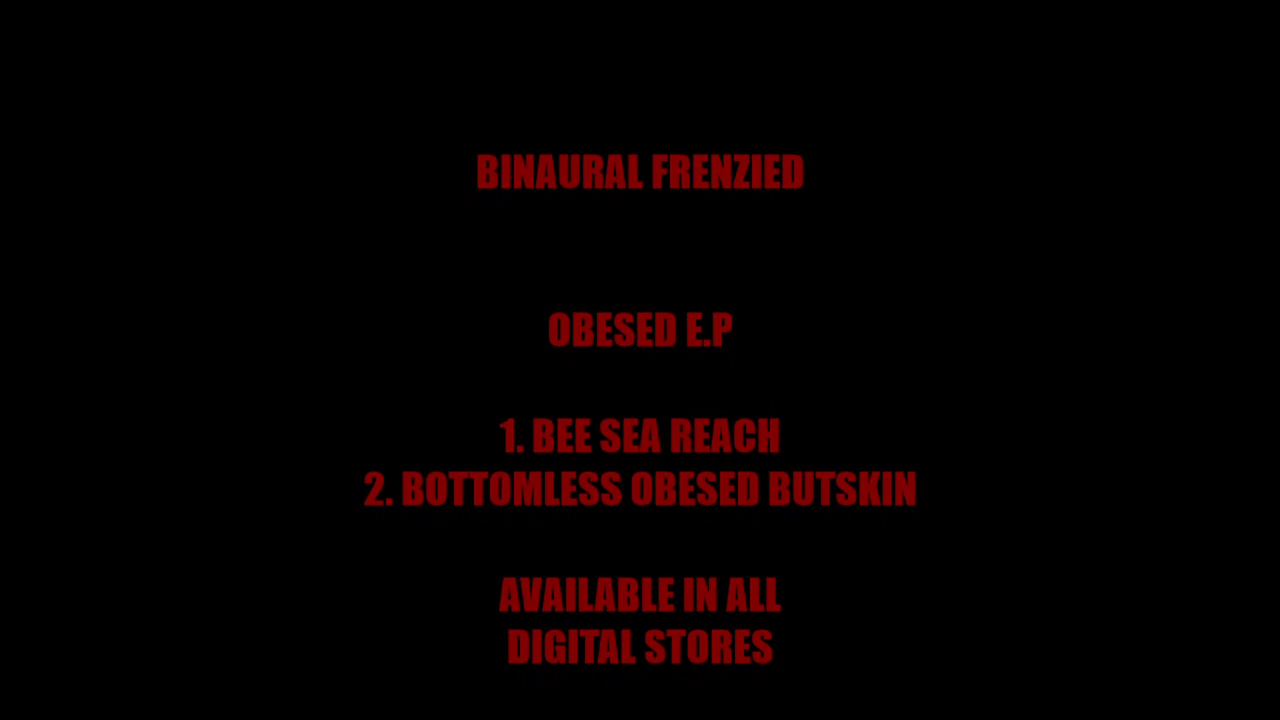 BINAURAL FRENZIED
OBESED E.P
1. BEE SEA REACH
2. BOTTOMLESS OBESED BUTSKIN
AVAILABLE IN ALL
DIGITAL STORES